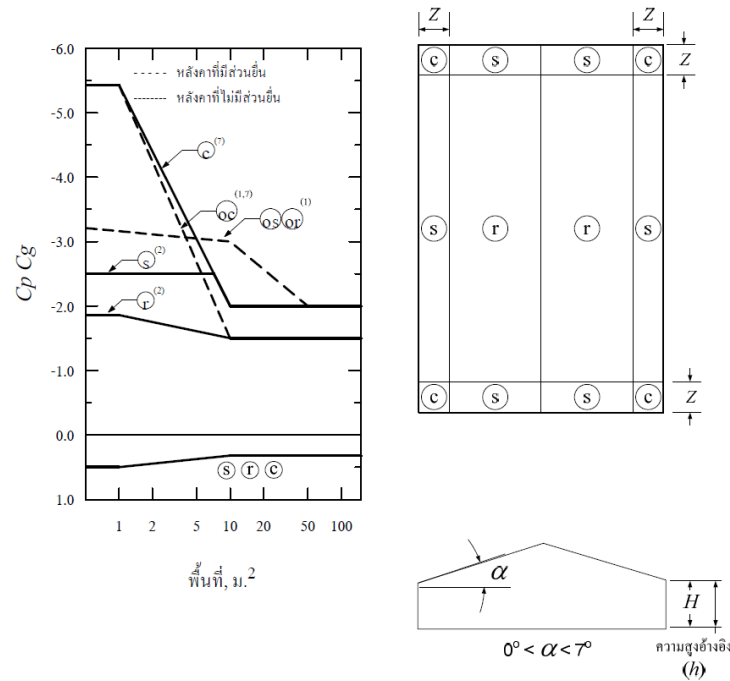 Cp Cg
-6.0
-5.0
-4.0
-3.0
-2.0
-1.0
0.0
1.0
หลังคาที่มีส่วนยื่น
หลังคาที่ไม่มีส่วนยื่น
c (7)
oc (1,7)
os or (1)
s (2)
r (2)
s r c
1 2 5 10 20 50 100
พื้นที่, ม.2
Z Z
c s s c Z
s r r s
c s s c Z
α
H
0° < α < 7°
ความสูงอ้างอิง
(h)